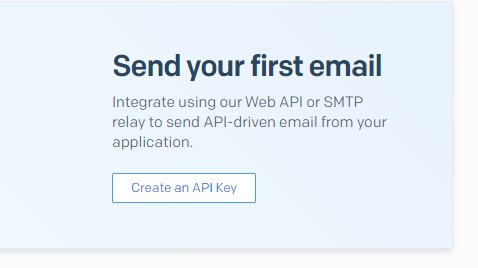 Send your first email
Integrate using our Web API or SMTP
relay to send API-driven email from your
application.
Create an API Key